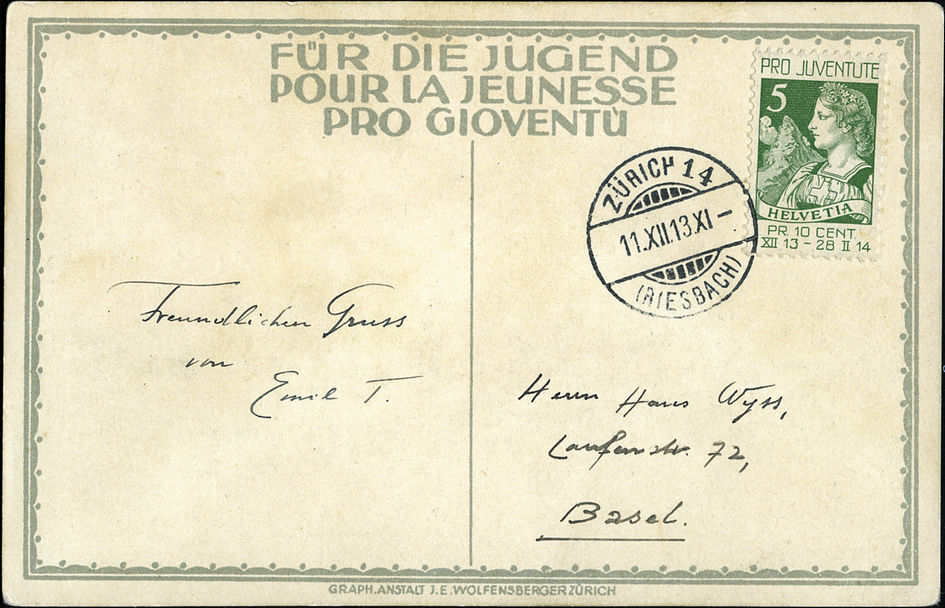 FÜR DIE JUGEND
POUR LA JEUNESSE
PRO GIOVENTÙ
PRO JUVENTUTE
5
HELVETIA
PR. 10 CENT.
XII 13 - 28 II 14
ZÜRICH 14
11.XII.13.XI -
(RIESBACH)
Freundlichen Gruss
von
Emil T.
Herrn Hans Wyss,
Laufenstr. 72,
Basel.
GRAPH. ANSTALT J. E. WOLFENSBERGER ZÜRICH